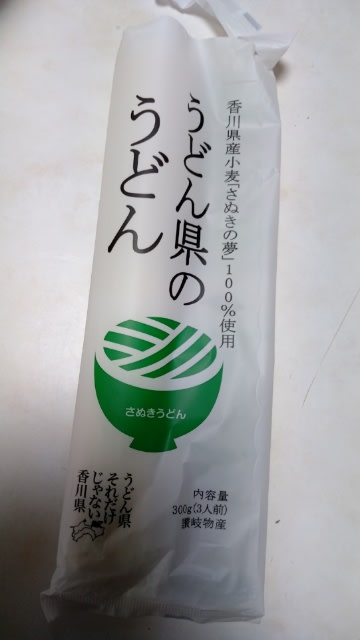 香川県産小麦「さぬきの夢」100%使用
うどん県の
うどん
さぬきうどん
うどん県
それだけ
じゃない
香川県
内容量
300g(3人前)
讃岐物産